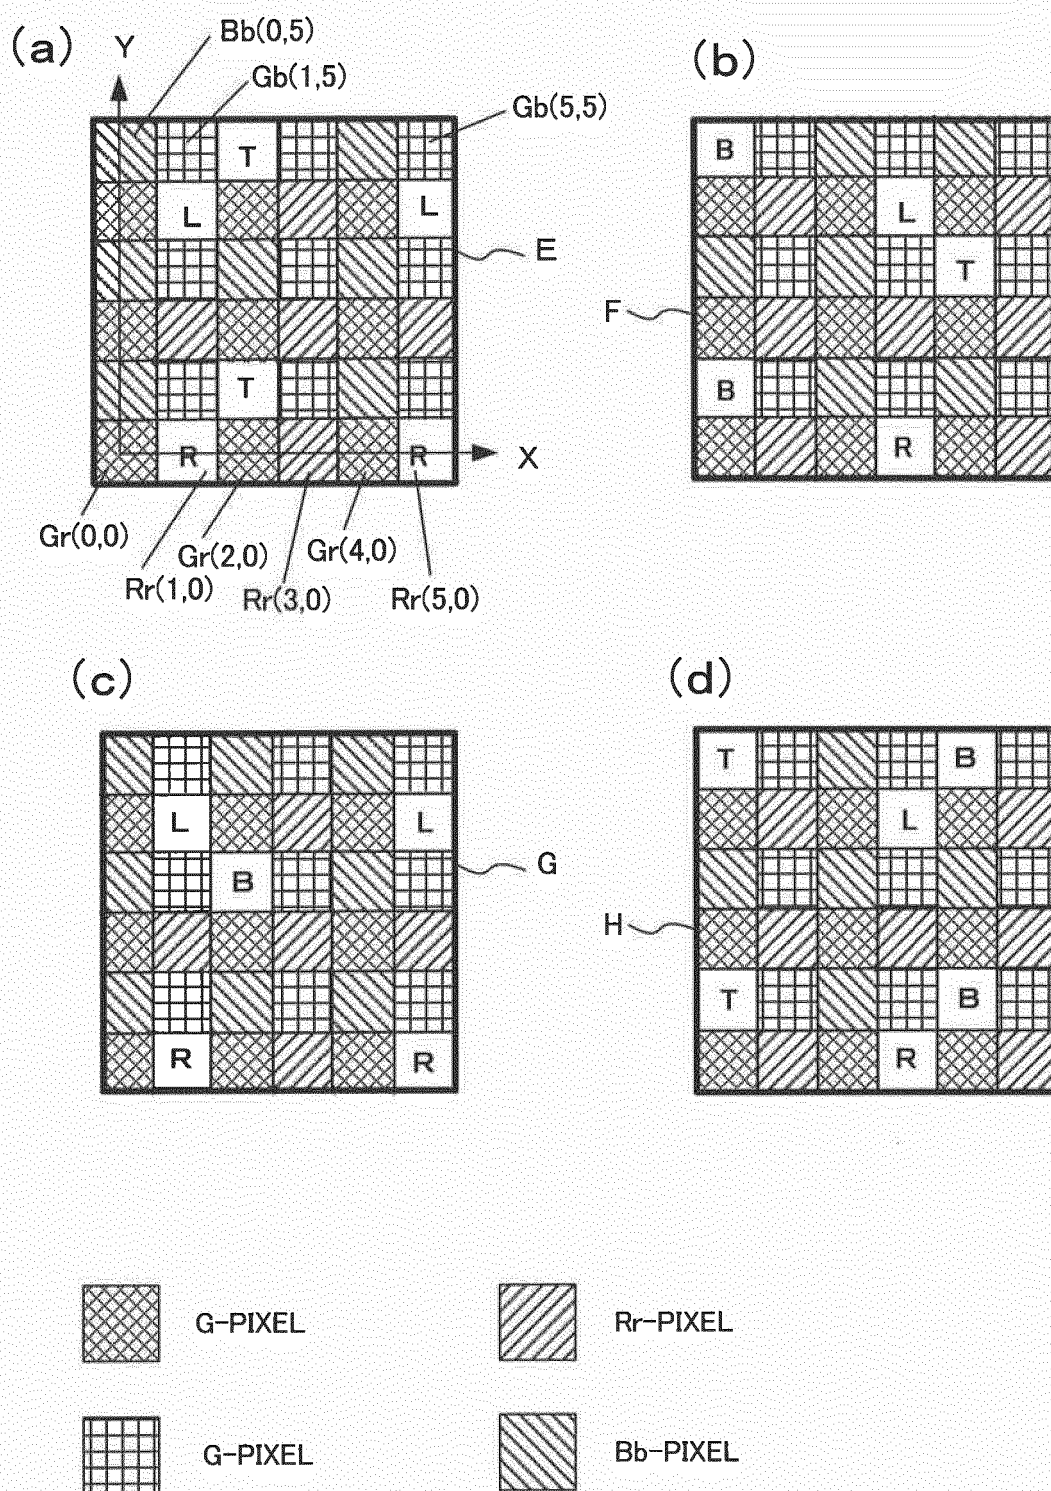 (a)
Y
Bb(0,5)
Gb(1,5)
Gb(5,5)
T
L
L
E
T
R
R
X
Gr(0,0)
Rr(1,0)
Gr(2,0)
Rr(3,0)
Gr(4,0)
Rr(5,0)
(b)
B
L
T
F
B
R
(c)
L
L
B
G
R
R
(d)
T
B
L
H
T
B
R
G-PIXEL
Rr-PIXEL
G-PIXEL
Bb-PIXEL